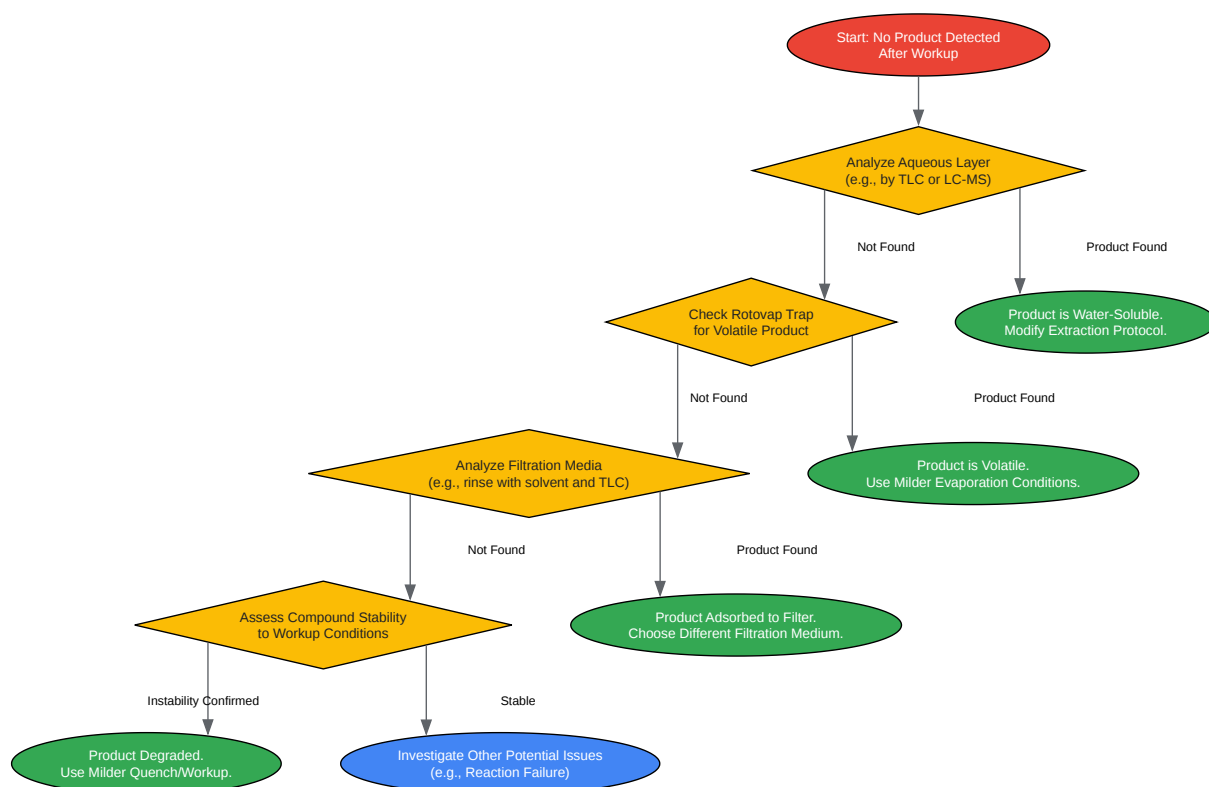 Start: No Product Detected
After Workup
Analyze Aqueous Layer
(e.g., by TLC or LC-MS)
Not Found
Product Found
Check Rotovap Trap
for Volatile Product
Product is Water-Soluble.
Modify Extraction Protocol.
Not Found
Product Found
Analyze Filtration Media
(e.g., rinse with solvent and TLC)
Product is Volatile.
Use Milder Evaporation Conditions.
Not Found
Product Found
Assess Compound Stability
to Workup Conditions
Product Adsorbed to Filter.
Choose Different Filtration Medium.
Instability Confirmed
Stable
Product Degraded.
Use Milder Quench/Workup.
Investigate Other Potential Issues
(e.g., Reaction Failure)